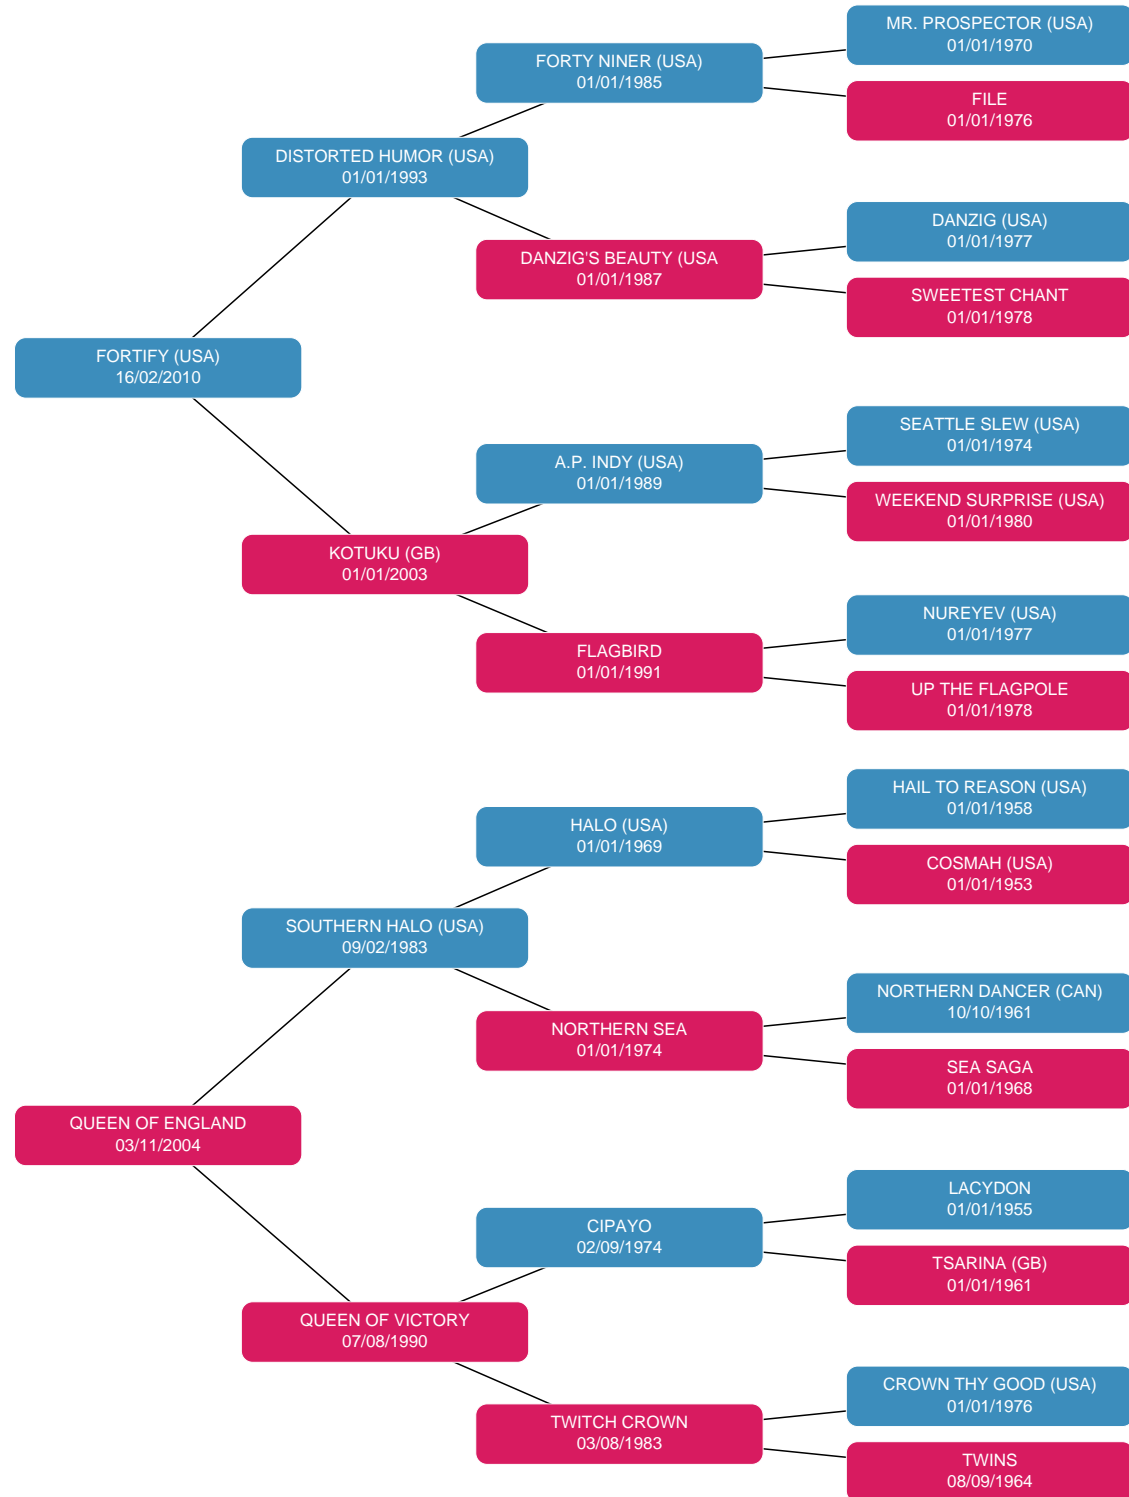 MR. PROSPECTOR (USA)
01/01/1970
FORTY NINER (USA)
01/01/1985
FILE
01/01/1976
DISTORTED HUMOR (USA)
01/01/1993
DANZIG (USA)
01/01/1977
DANZIG'S BEAUTY (USA
01/01/1987
SWEETEST CHANT
01/01/1978
FORTIFY (USA)
16/02/2010
SEATTLE SLEW (USA)
01/01/1974
A.P. INDY (USA)
01/01/1989
WEEKEND SURPRISE (USA)
01/01/1980
KOTUKU (GB)
01/01/2003
NUREYEV (USA)
01/01/1977
FLAGBIRD
01/01/1991
UP THE FLAGPOLE
01/01/1978
HAIL TO REASON (USA)
01/01/1958
HALO (USA)
01/01/1969
COSMAH (USA)
01/01/1953
SOUTHERN HALO (USA)
09/02/1983
NORTHERN DANCER (CAN)
10/10/1961
NORTHERN SEA
01/01/1974
SEA SAGA
01/01/1968
QUEEN OF ENGLAND
03/11/2004
LACYDON
01/01/1955
CIPAYO
02/09/1974
TSARINA (GB)
01/01/1961
QUEEN OF VICTORY
07/08/1990
CROWN THY GOOD (USA)
01/01/1976
TWITCH CROWN
03/08/1983
TWINS
08/09/1964